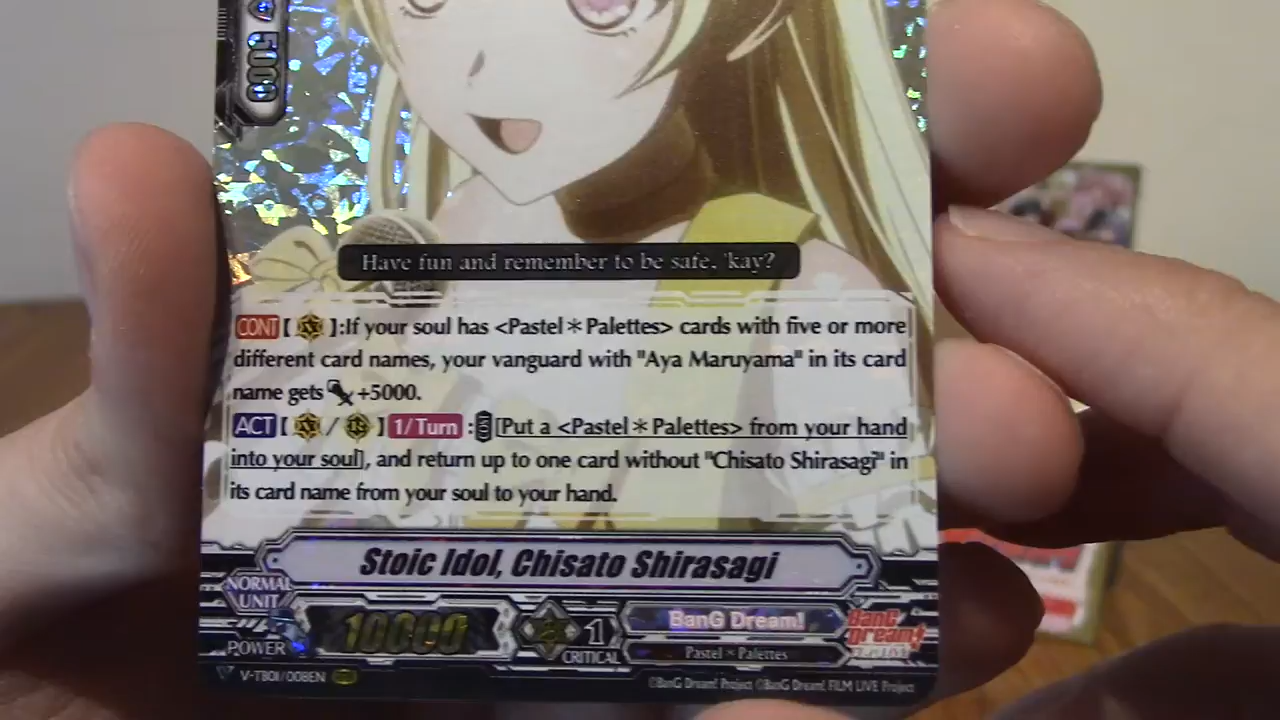 5000
Have fun and remember to be safe, 'kay?
CONT【 V 】:If your soul has <Pastel＊Palettes> cards with five or more
different card names, your vanguard with "Aya Maruyama" in its card
name gets +5000.
ACT【 V / R 】1/Turn :[Put a <Pastel＊Palettes> from your hand
into your soul], and return up to one card without "Chisato Shirasagi" in
its card name from your soul to your hand.
Stoic Idol, Chisato Shirasagi
NORMAL
UNIT
POWER
10000
1
CRITICAL
BanG Dream!
Pastel＊Palettes
BanG
Dream!
FILM LIVE
V-TB01/008EN
©BanG Dream! Project ©BanG Dream! FILM LIVE Project